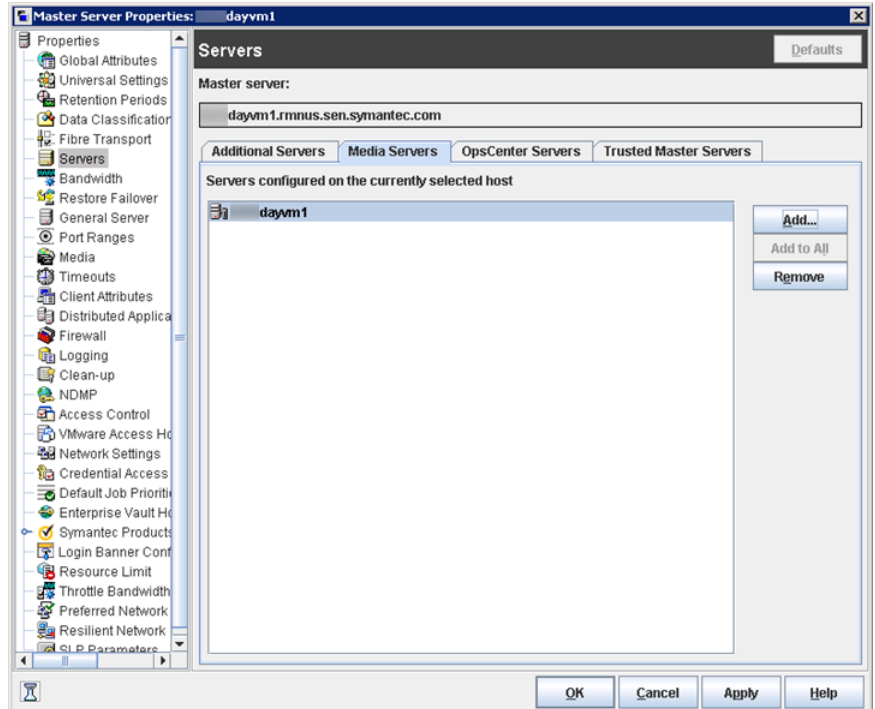 Master Server Properties: dayvm1
Properties
Global Attributes
Universal Settings
Retention Periods
Data Classification
Fibre Transport
Servers
Bandwidth
Restore Failover
General Server
Port Ranges
Media
Timeouts
Client Attributes
Distributed Applica
Firewall
Logging
Clean-up
NDMP
Access Control
VMware Access Ho
Network Settings
Credential Access
Default Job Prioriti
Enterprise Vault Ho
Symantec Products
Login Banner Conf
Resource Limit
Throttle Bandwidth
Preferred Network
Resilient Network
SLP Parameters
Servers
Defaults
Master server:
dayvm1.rmnus.sen.symantec.com
Additional Servers Media Servers OpsCenter Servers Trusted Master Servers
Servers configured on the currently selected host
dayvm1
Add...
Add to All
Remove
OK Cancel Apply Help